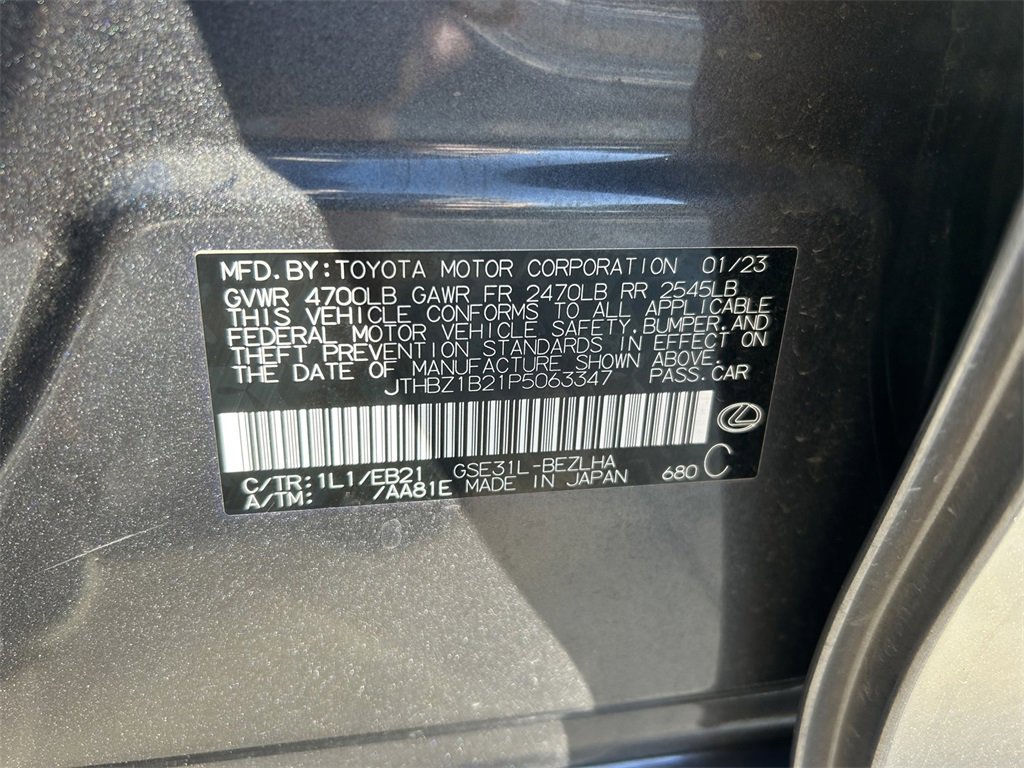 MFD. BY: TOYOTA MOTOR CORPORATION 01/23
GVWR 4700LB GAWR FR 2470LB RR 2545LB
THIS VEHICLE CONFORMS TO ALL APPLICABLE
FEDERAL MOTOR VEHICLE SAFETY, BUMPER, AND
THEFT PREVENTION STANDARDS IN EFFECT ON
THE DATE OF MANUFACTURE SHOWN ABOVE.
JTHBZ1B21P5063347 PASS. CAR
C/TR: 1L1/EB21 GSE31L-BEZLHA
A/TM: /AA81E MADE IN JAPAN 680 C